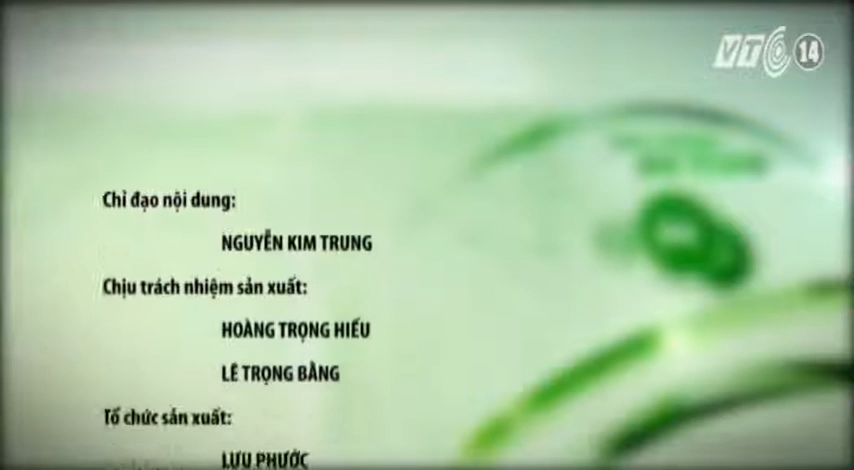 VTC 14
Chỉ đạo nội dung:
NGUYỄN KIM TRUNG
Chịu trách nhiệm sản xuất:
HOÀNG TRỌNG HIẾU
LÊ TRỌNG BẰNG
Tổ chức sản xuất:
LƯU PHƯỚC